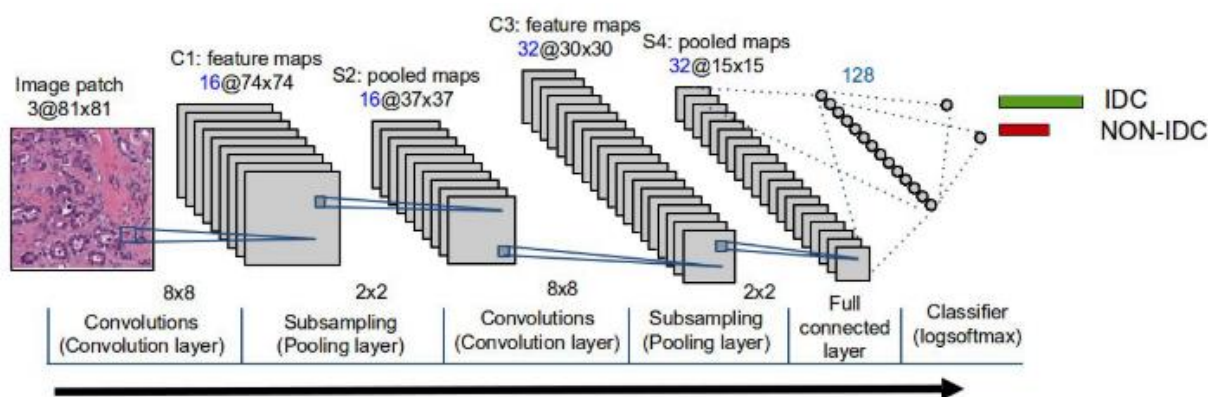 Image patch
3@81x81
C1: feature maps
16@74x74
S2: pooled maps
16@37x37
C3: feature maps
32@30x30
S4: pooled maps
32@15x15
128
IDC
NON-IDC
8x8
2x2
8x8
2x2
Convolutions
(Convolution layer)
Subsampling
(Pooling layer)
Convolutions
(Convolution layer)
Subsampling
(Pooling layer)
Full
connected
layer
Classifier
(logsoftmax)